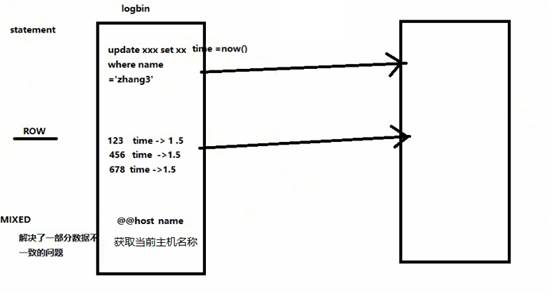 logbin
statement
update xxx set xx time =now()
where name
='zhang3'
ROW
123 time -> 1 .5
456 time ->1.5
678 time ->1.5
MIXED
@@host name
解决了一部分数据不
一致的问题
获取当前主机名称